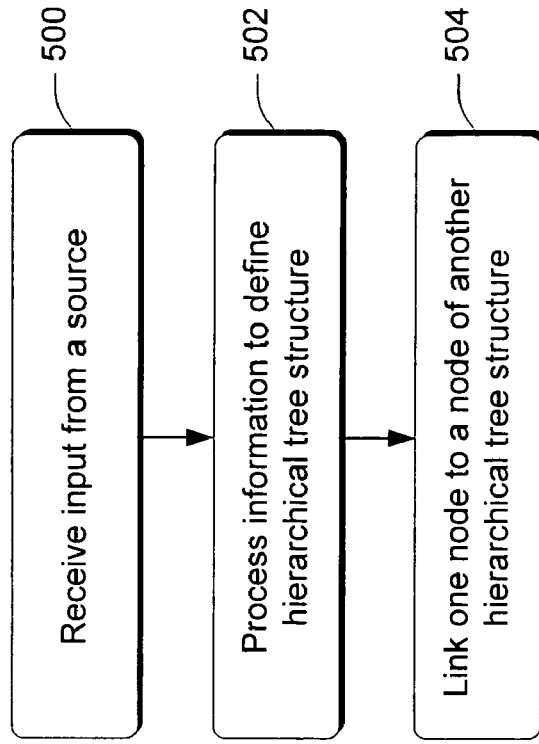 Receive input from a source
500
Process information to define
hierarchical tree structure
502
Link one node to a node of another
hierarchical tree structure
504